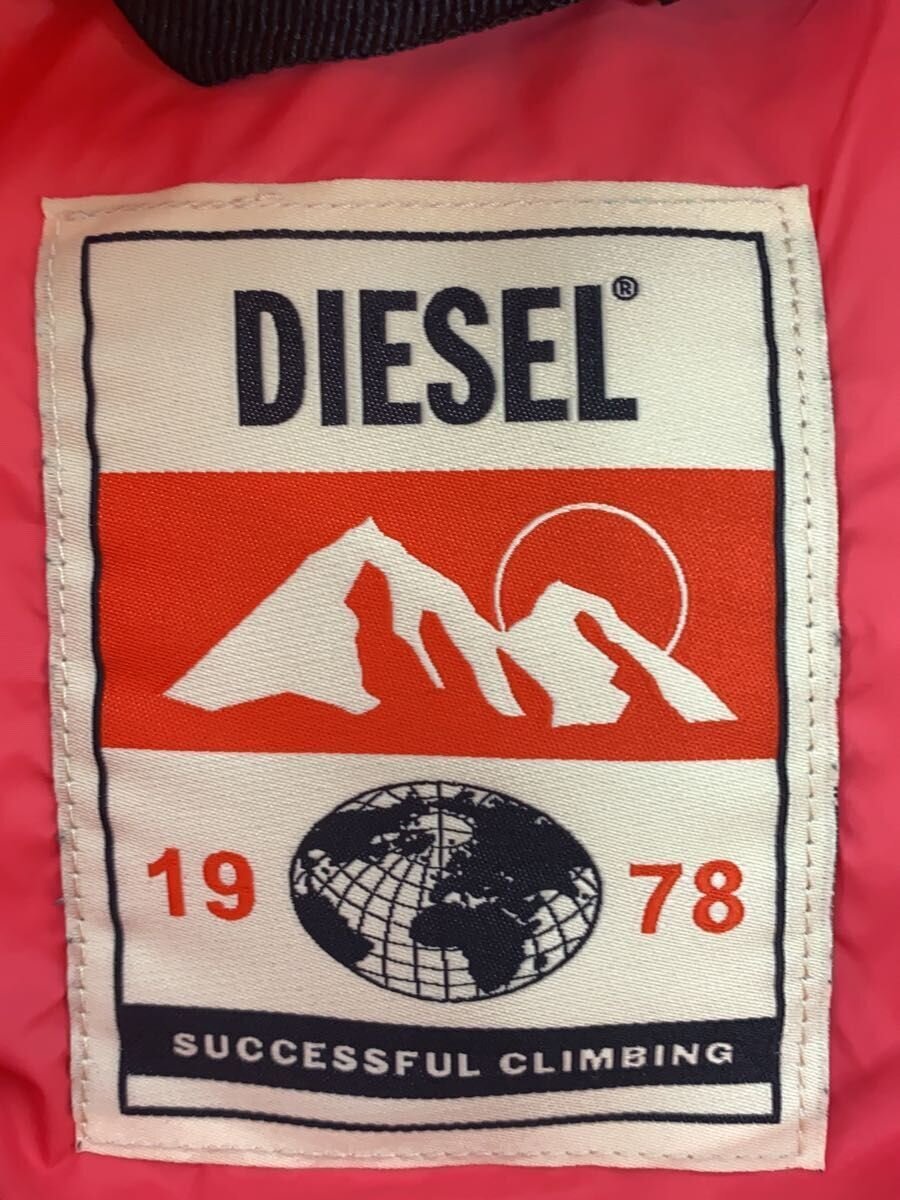 DIESEL®
19 78
SUCCESSFUL CLIMBING